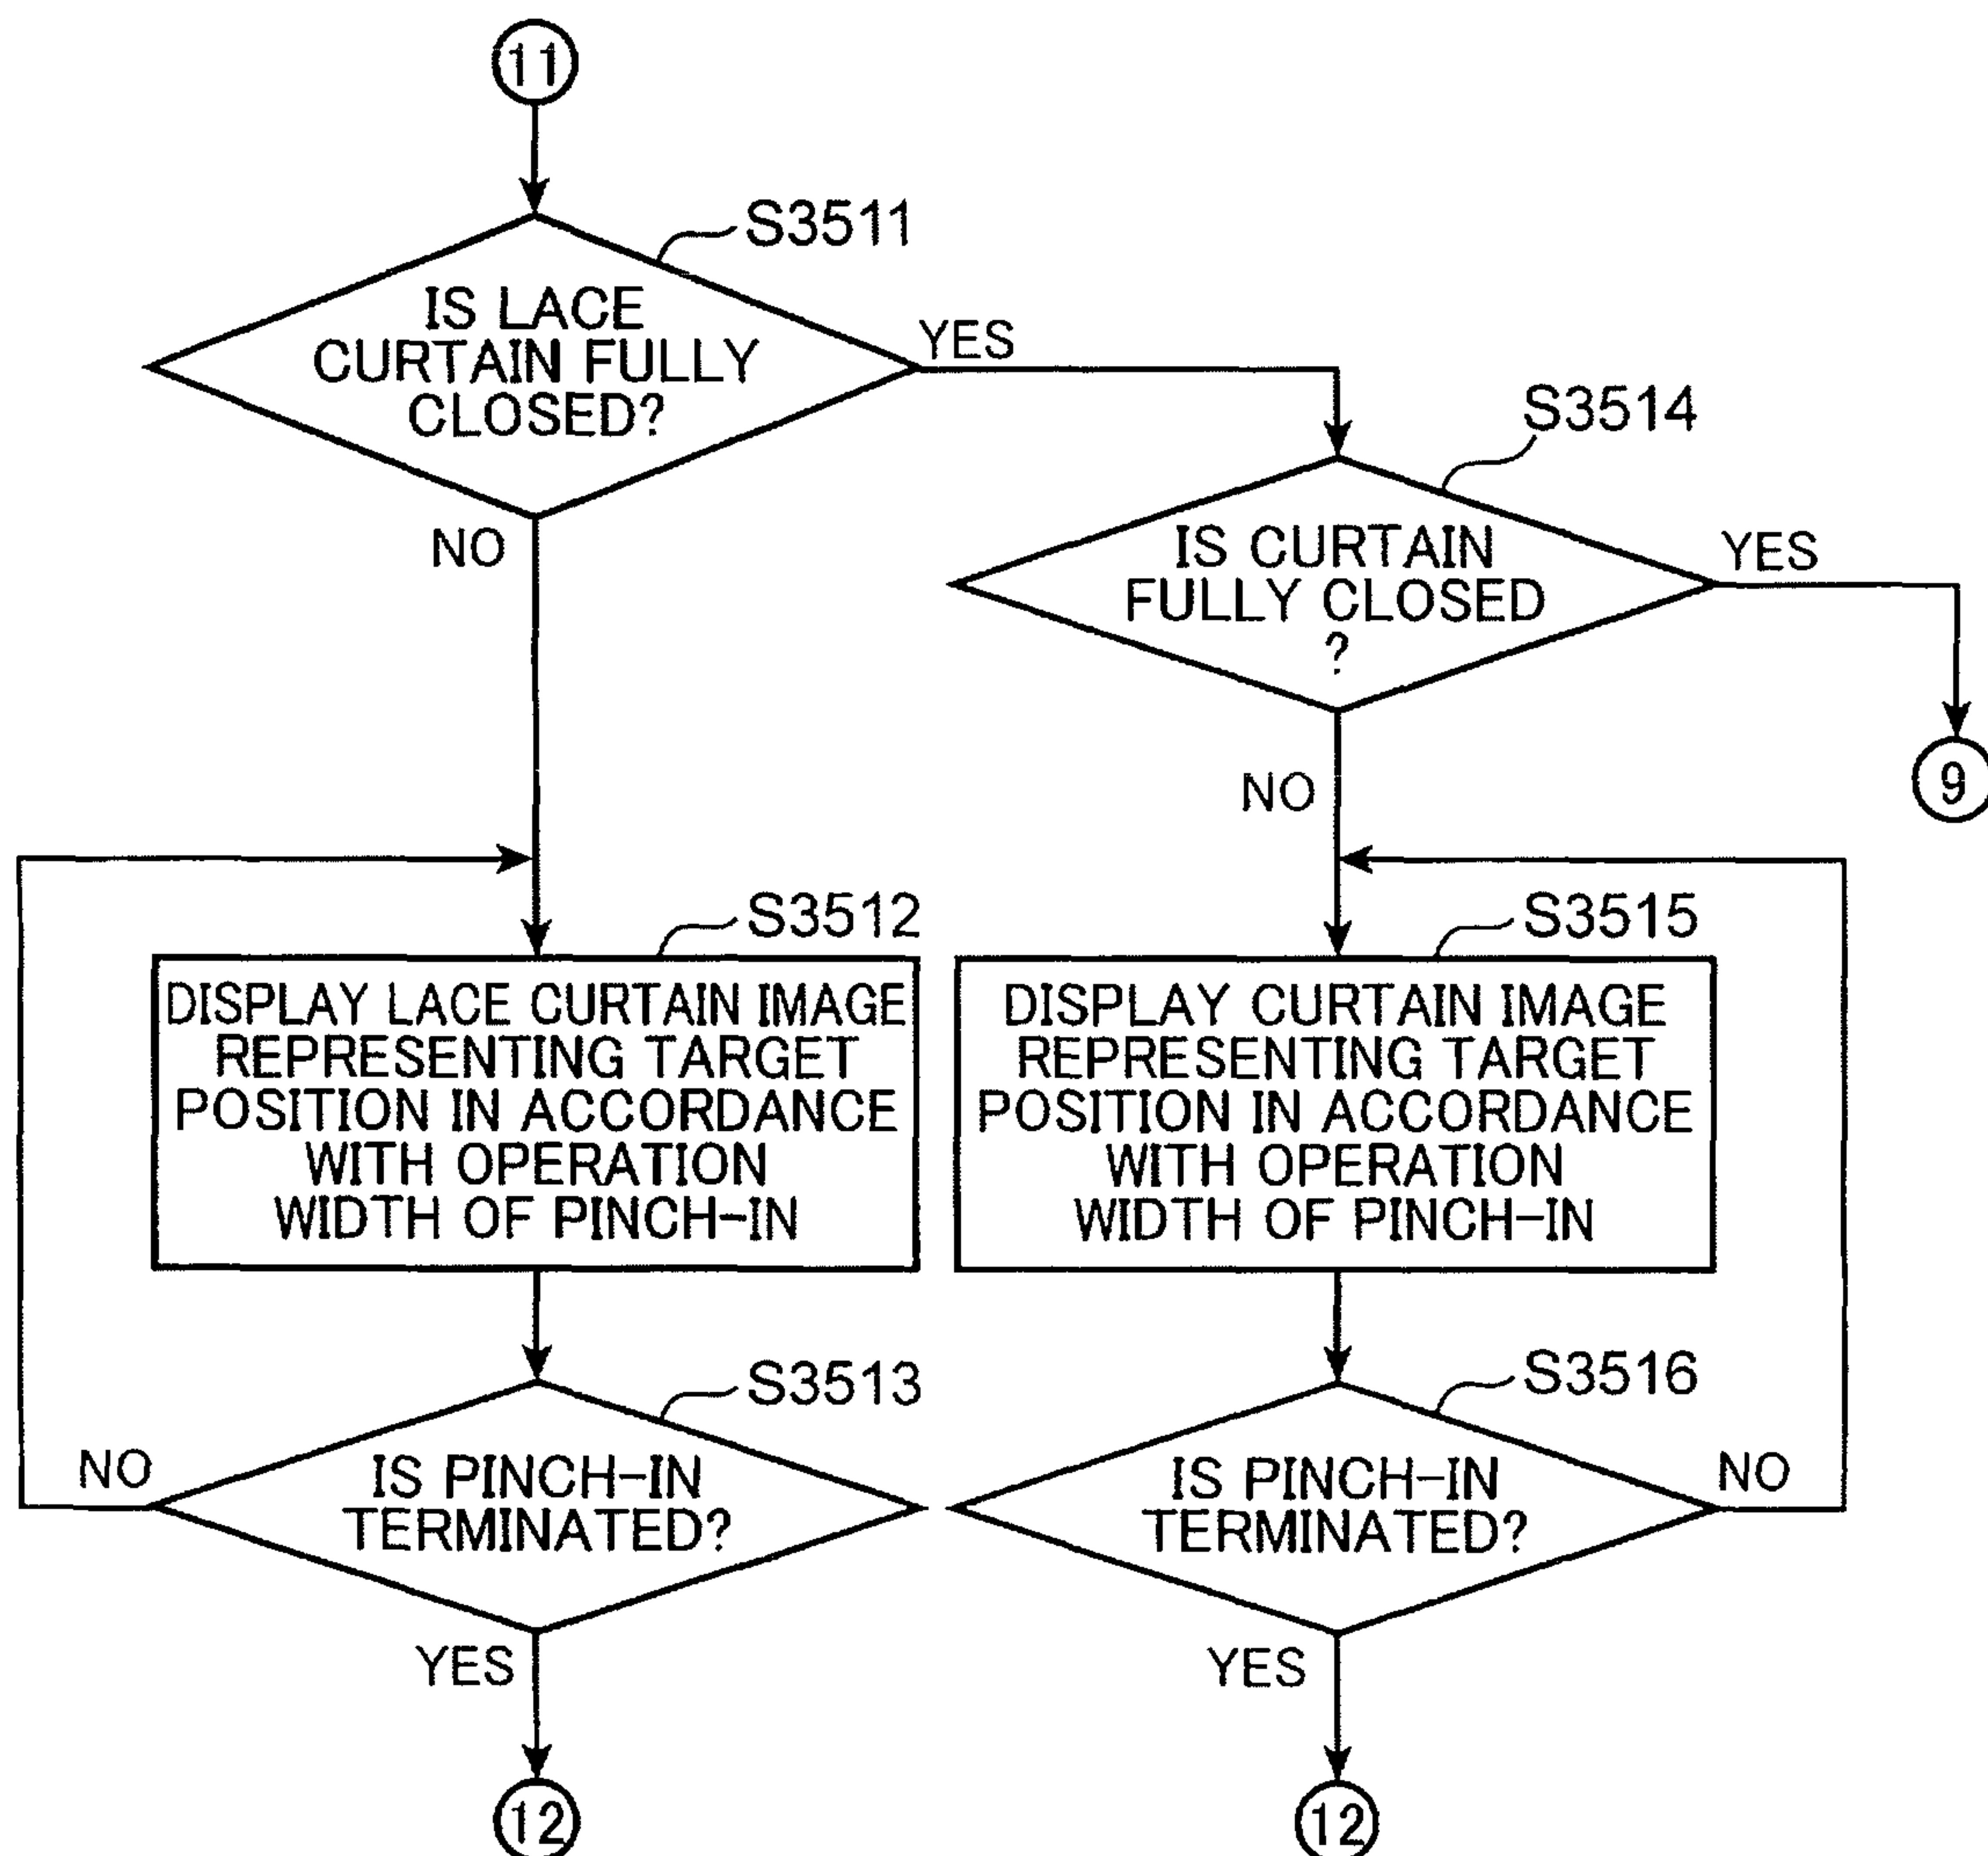 11
S3511
IS LACE
CURTAIN FULLY
CLOSED?
YES
NO
S3514
IS CURTAIN
FULLY CLOSED
?
YES
NO
9
S3512
DISPLAY LACE CURTAIN IMAGE
REPRESENTING TARGET
POSITION IN ACCORDANCE
WITH OPERATION
WIDTH OF PINCH-IN
S3515
DISPLAY CURTAIN IMAGE
REPRESENTING TARGET
POSITION IN ACCORDANCE
WITH OPERATION
WIDTH OF PINCH-IN
S3513
IS PINCH-IN
TERMINATED?
NO
YES
12
S3516
IS PINCH-IN
TERMINATED?
NO
YES
12